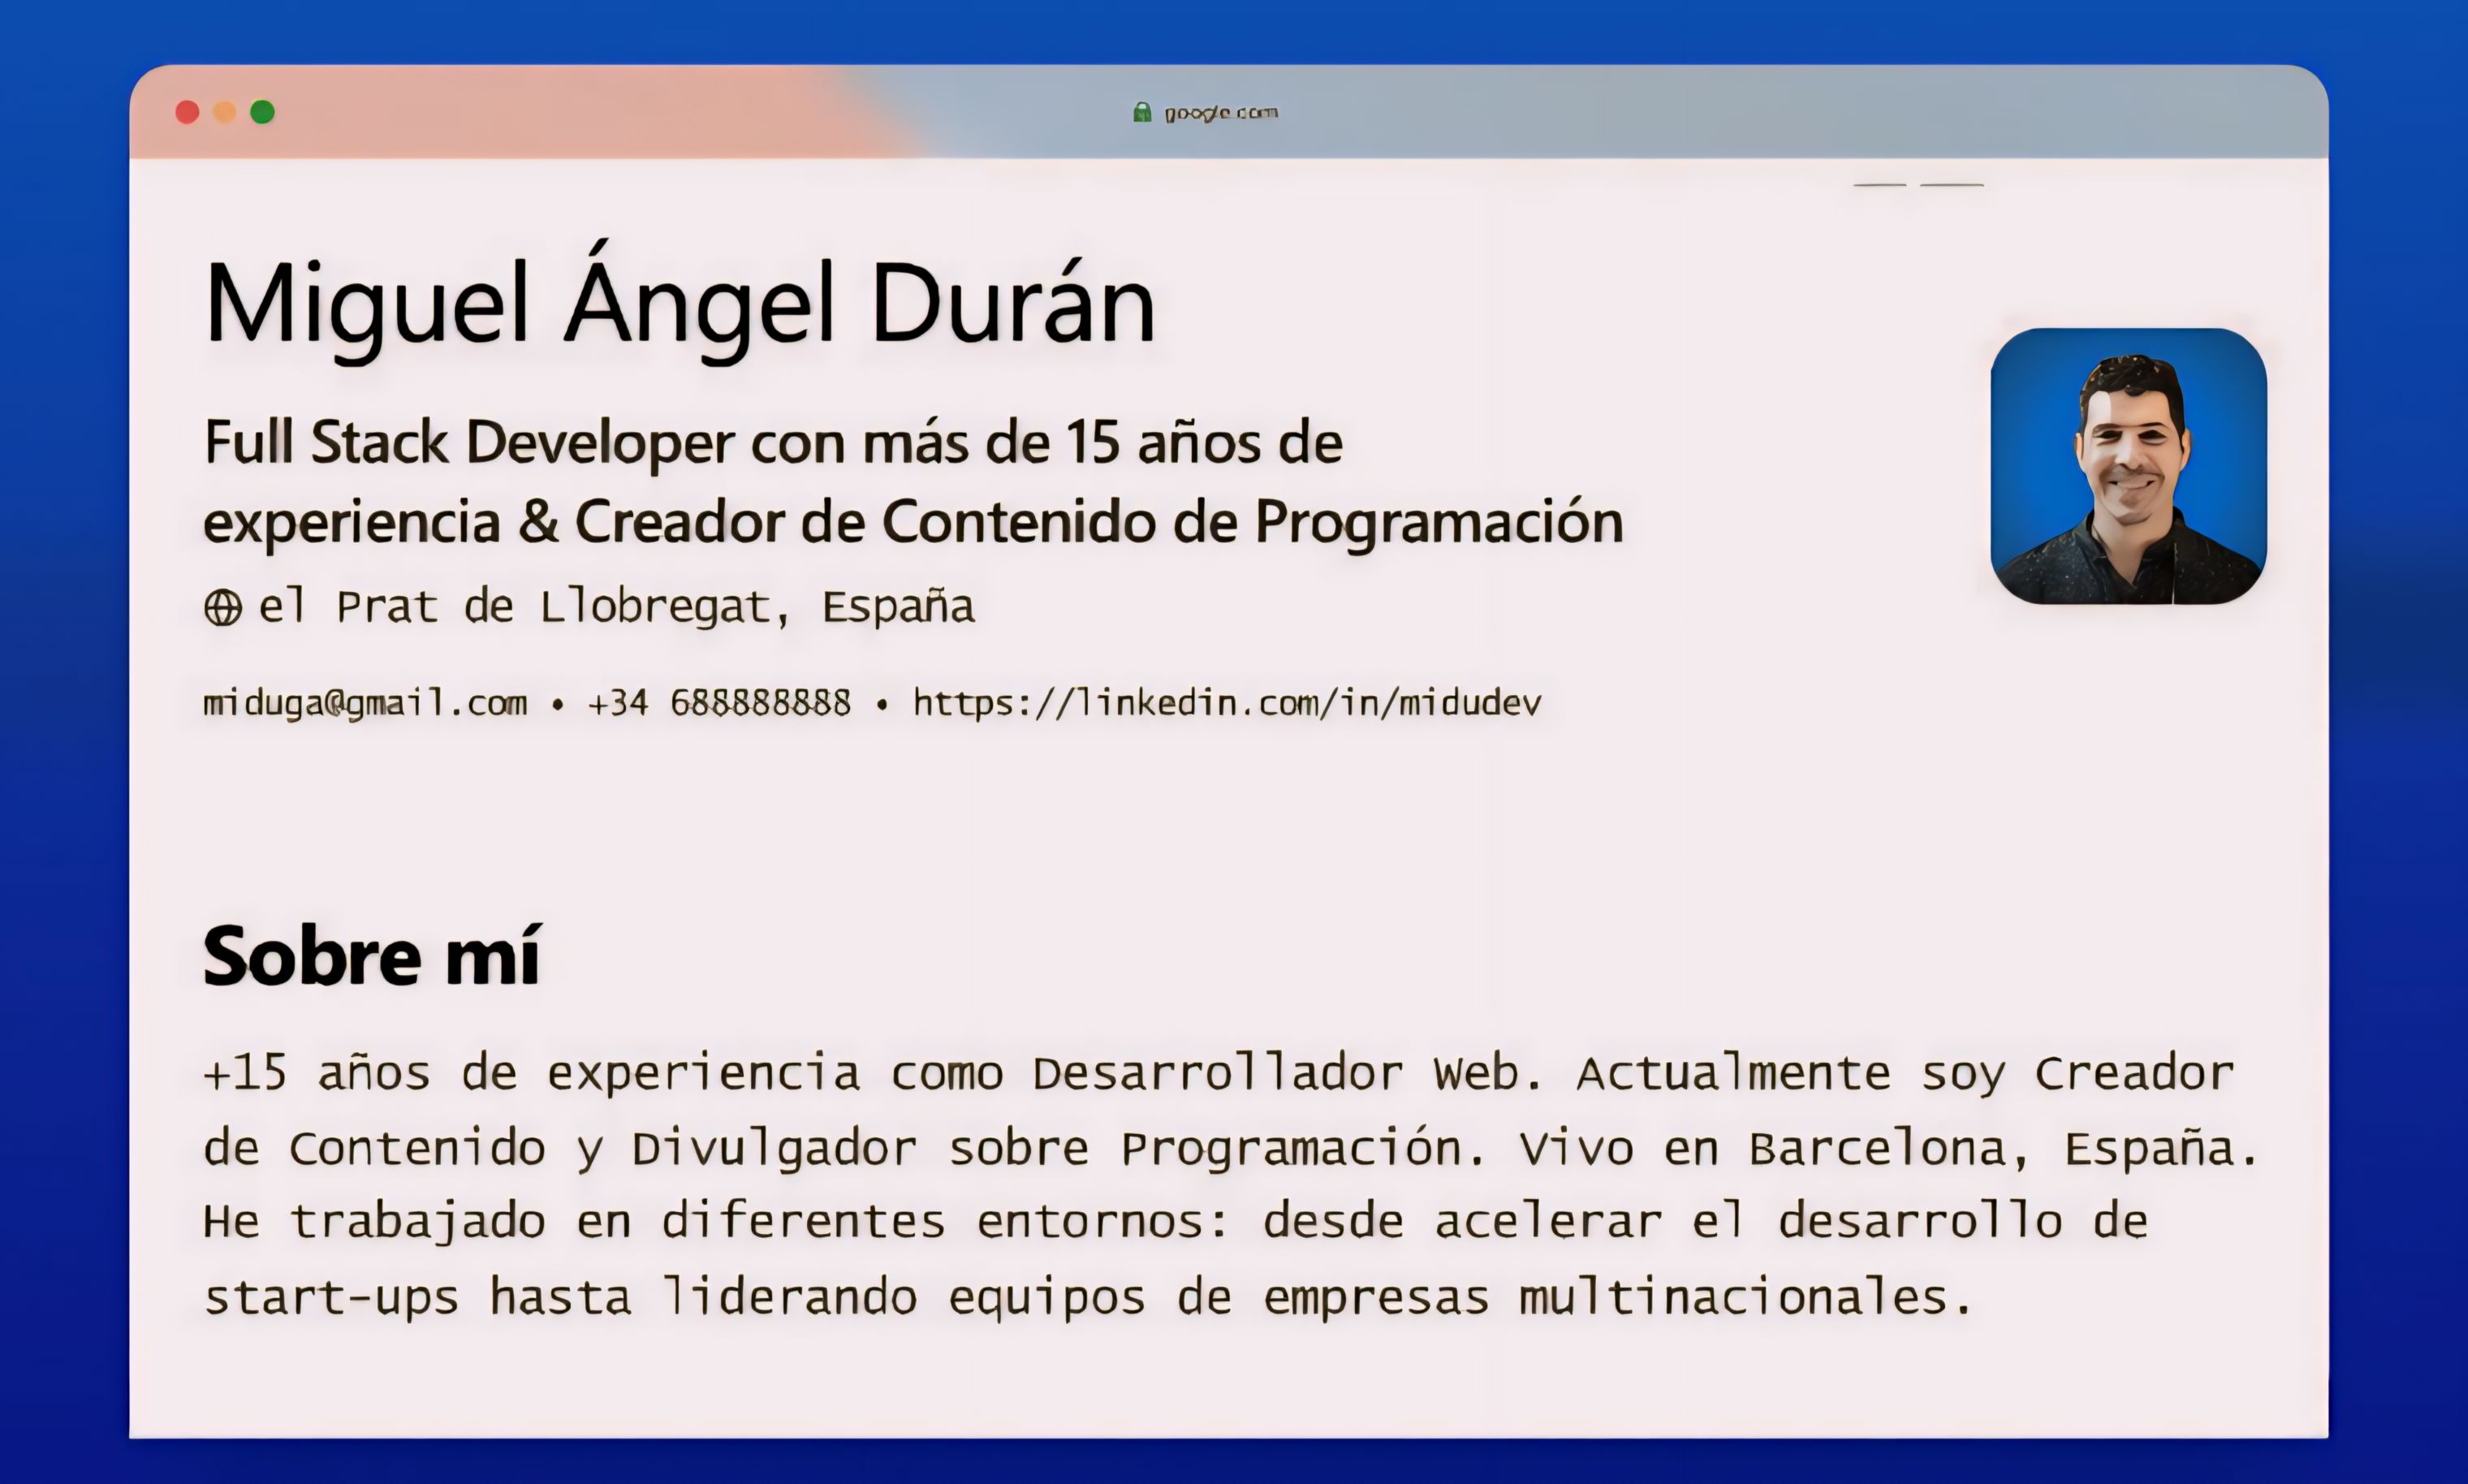 google.com
Miguel Ángel Durán
Full Stack Developer con más de 15 años de
experiencia & Creador de Contenido de Programación
el Prat de Llobregat, España
miduga@gmail.com • +34 688888888 • https://linkedin.com/in/midudev
Sobre mí
+15 años de experiencia como Desarrollador Web. Actualmente soy Creador
de Contenido y Divulgador sobre Programación. Vivo en Barcelona, España.
He trabajado en diferentes entornos: desde acelerar el desarrollo de
start-ups hasta liderando equipos de empresas multinacionales.